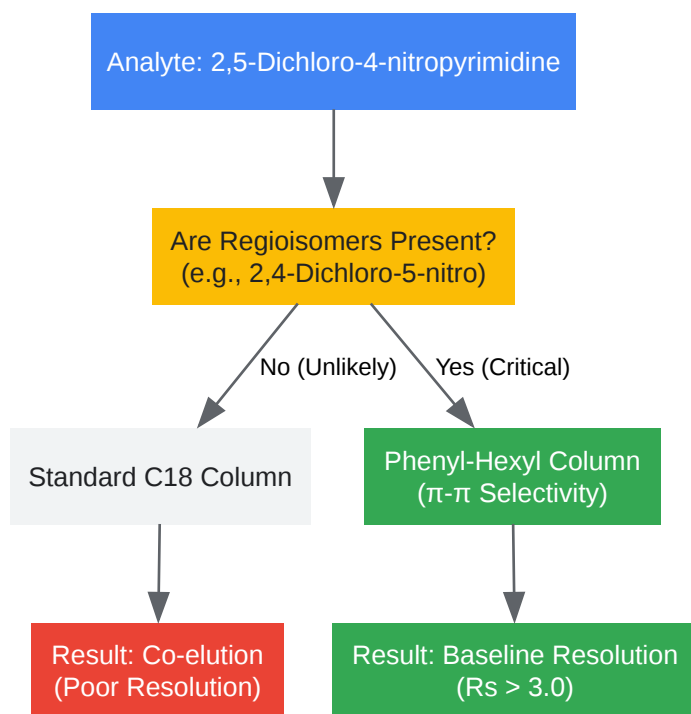 Analyte: 2,5-Dichloro-4-nitropyrimidine
Are Regioisomers Present?
(e.g., 2,4-Dichloro-5-nitro)
No (Unlikely)
Yes (Critical)
Standard C18 Column
Phenyl-Hexyl Column
(π-π Selectivity)
Result: Co-elution
(Poor Resolution)
Result: Baseline Resolution
(Rs > 3.0)